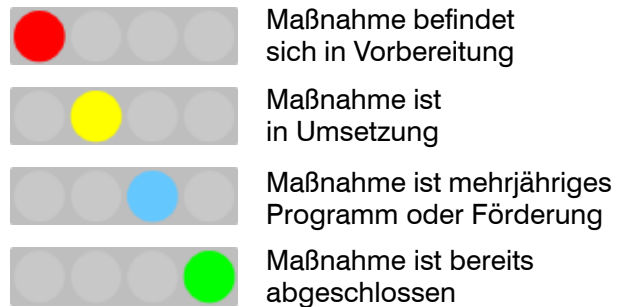 Maßnahme befindet
sich in Vorbereitung
Maßnahme ist
in Umsetzung
Maßnahme ist mehrjähriges
Programm oder Förderung
Maßnahme ist bereits
abgeschlossen